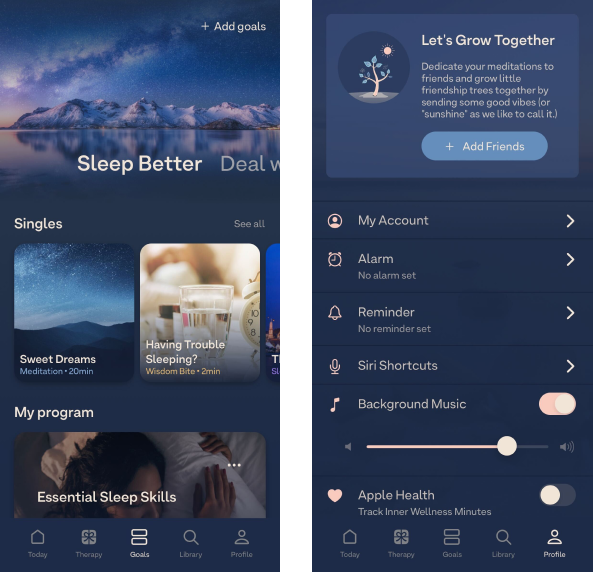 + Add goals
Sleep Better Deal w
Singles
See all
10
9
8
Sweet Dreams
Meditation • 20min
Having Trouble
Sleeping?
Wisdom Bite • 2min
Th
Sl
My program
Essential Sleep Skills
Today
Therapy
Goals
Library
Profile
Let's Grow Together
Dedicate your meditations to
friends and grow little
friendship trees together by
sending some good vibes (or
"sunshine" as we like to call it.)
+ Add Friends
My Account
Alarm
No alarm set
Reminder
No reminder set
Siri Shortcuts
Background Music
Apple Health
Track Inner Wellness Minutes
Today
Therapy
Goals
Library
Profile